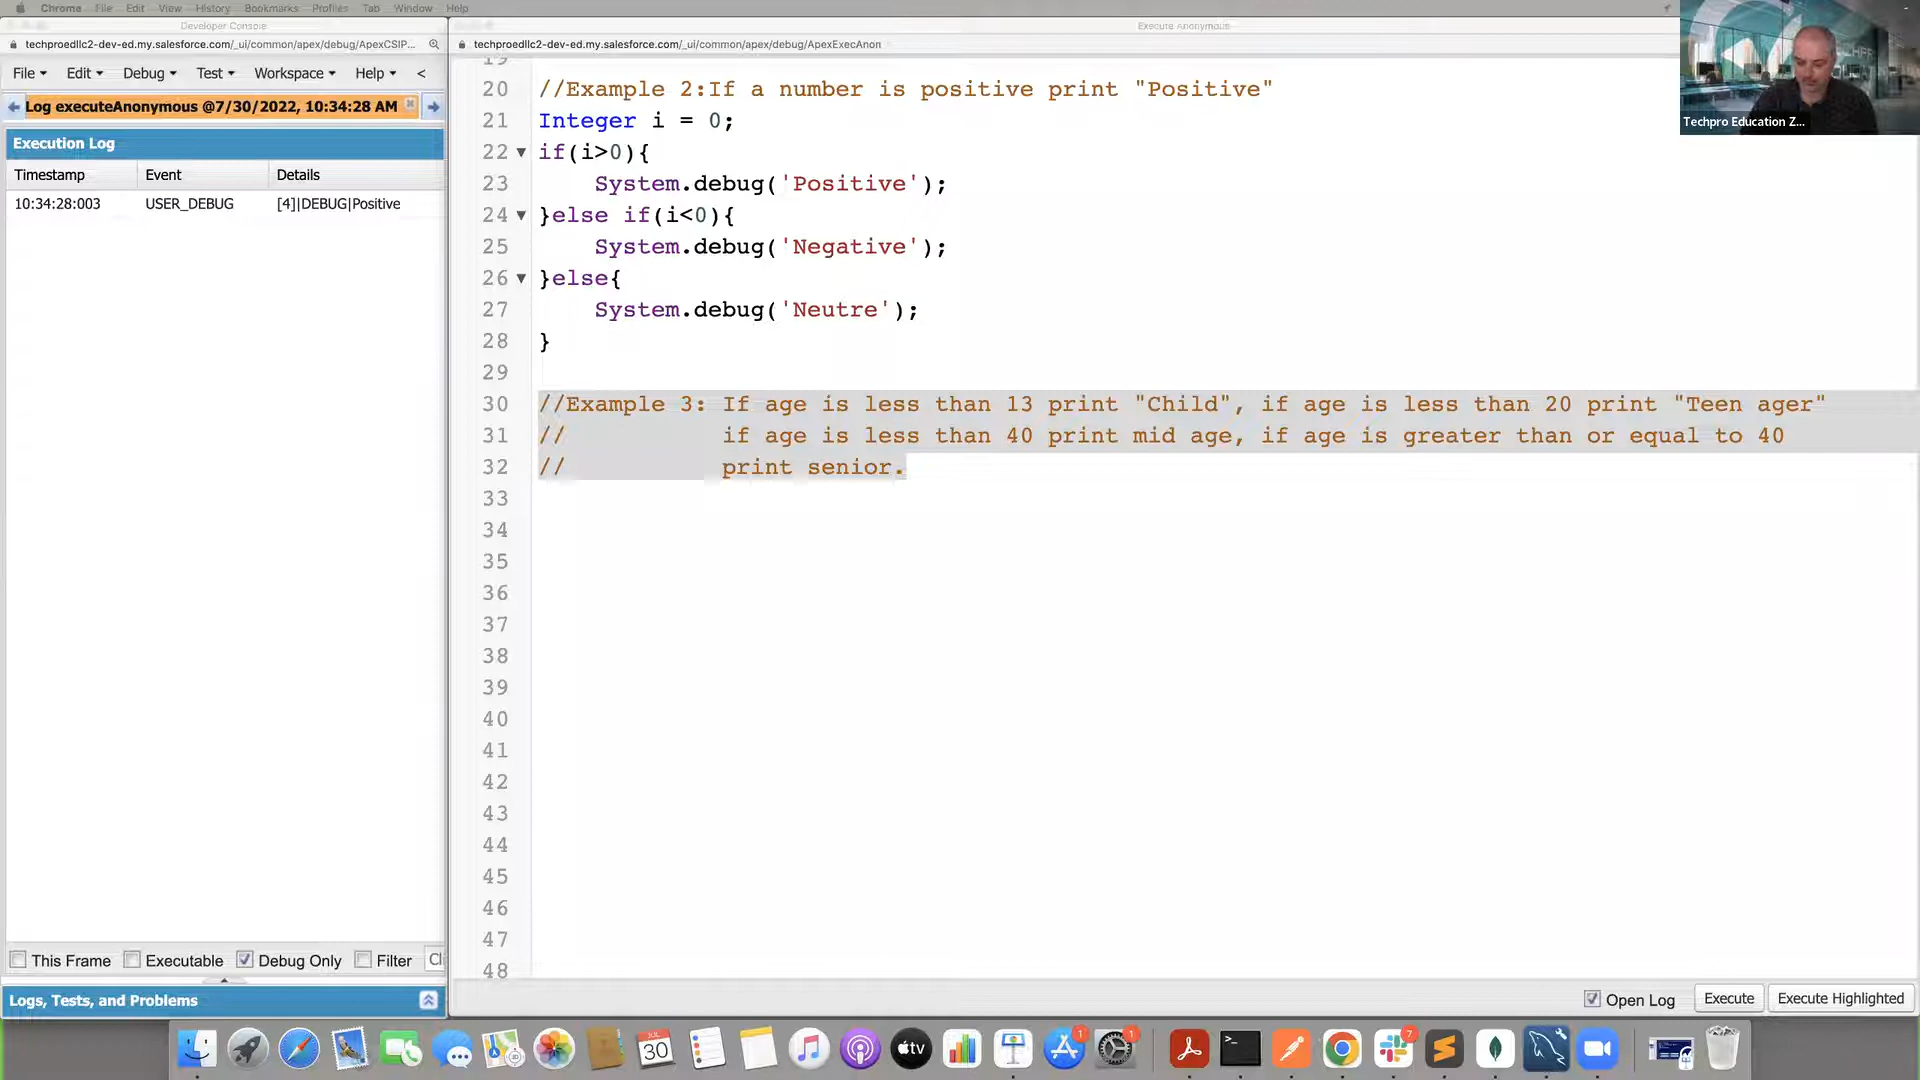 Chrome File Edit View History Bookmarks Profiles Tab Window Help
Developer Console
Execute Anonymous
techproedllc2-dev-ed.my.salesforce.com/_ui/common/apex/debug/ApexCSIP...
techproedllc2-dev-ed.my.salesforce.com/_ui/common/apex/debug/ApexExecAnon
File Edit Debug Test Workspace Help <
Log executeAnonymous @7/30/2022, 10:34:28 AM
Execution Log
Timestamp Event Details
10:34:28:003 USER_DEBUG [4]|DEBUG|Positive
19
20 //Example 2:If a number is positive print "Positive"
21 Integer i = 0;
22 if(i>0){
23 System.debug('Positive');
24 }else if(i<0){
25 System.debug('Negative');
26 }else{
27 System.debug('Neutre');
28 }
29
30 //Example 3: If age is less than 13 print "Child", if age is less than 20 print "Teen ager"
31 // if age is less than 40 print mid age, if age is greater than or equal to 40
32 // print senior.
33
34
35
36
37
38
39
40
41
42
43
44
45
46
47
48
Techpro Education Z...
This Frame Executable Debug Only Filter Cli
Logs, Tests, and Problems
Open Log Execute Execute Highlighted
JUL
30
tv
1
1
7